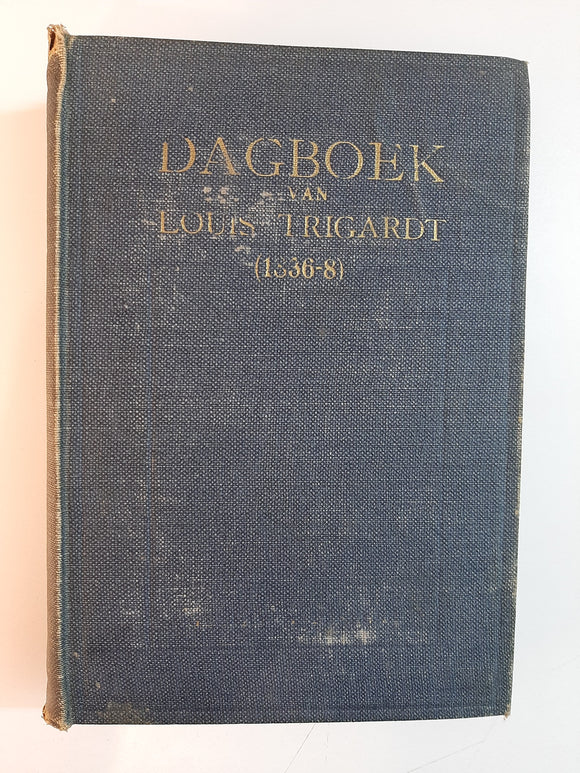 DAGBOEK
VAN
LOUIS TRIGARDT
(1836-8)